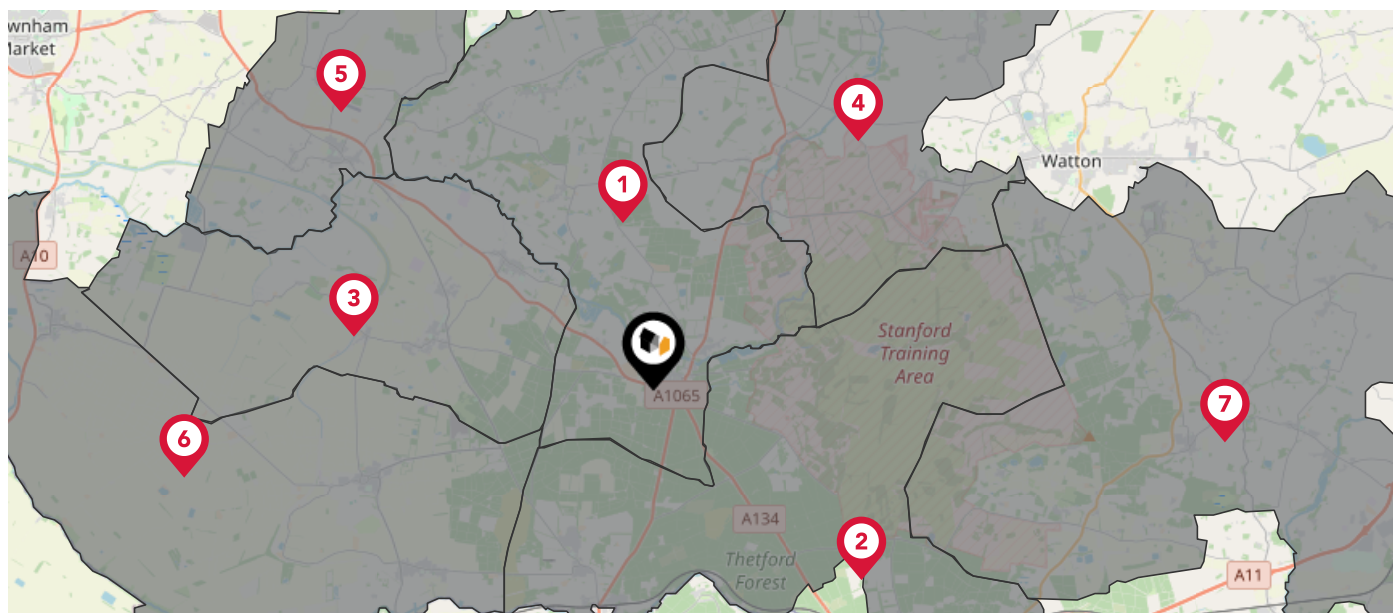 wnham
Market
5
4
Watton
1
A10
3
Stanford
Training
Area
A1065
7
6
A134
2
Thetford
Forest
A11